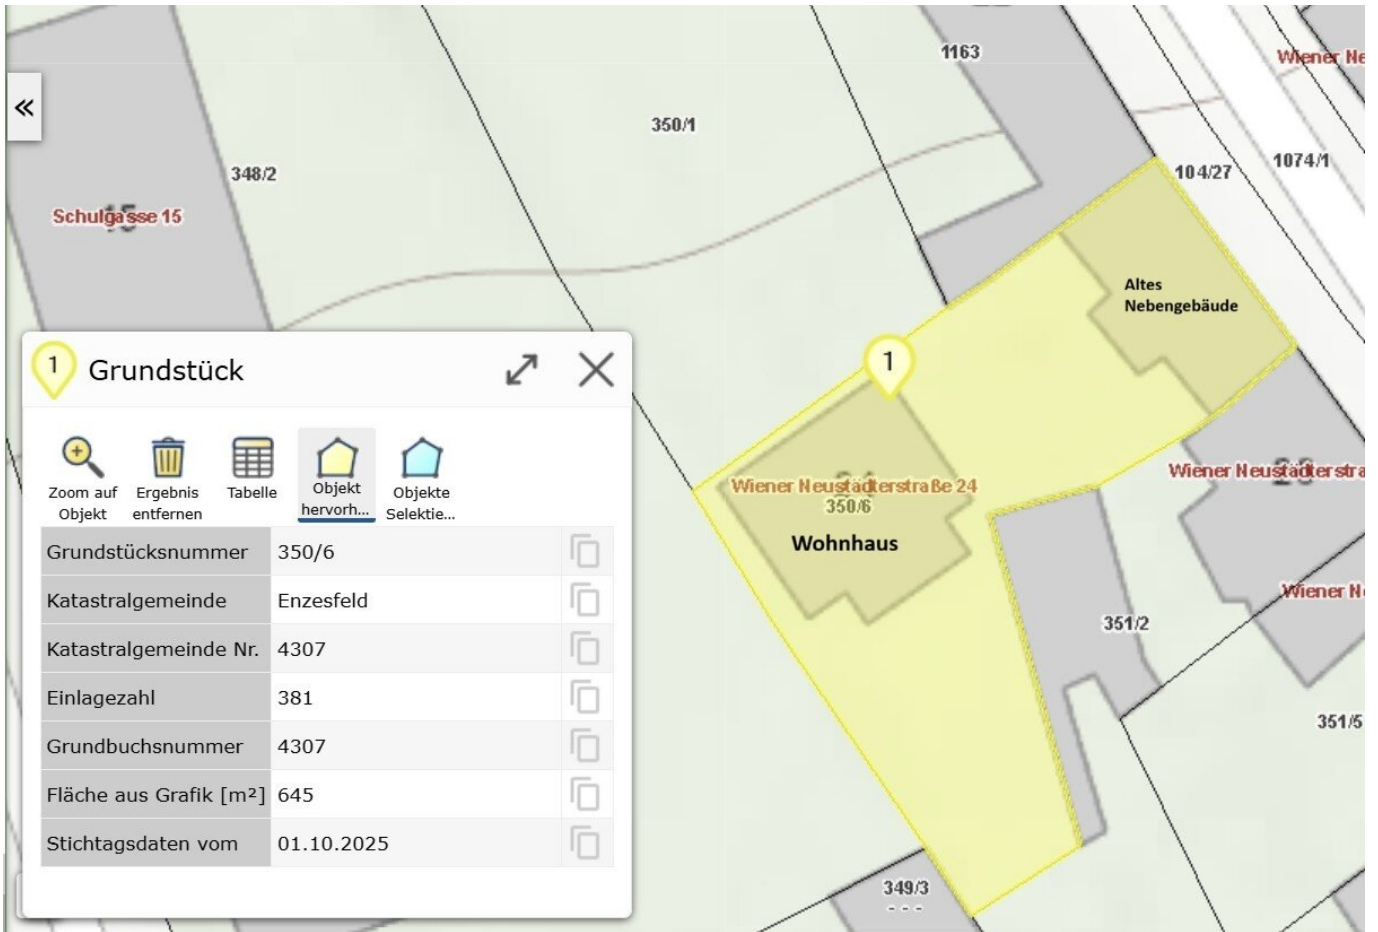 «
1163
Wiener Ne
350/1
104/27
1074/1
348/2
Schulgasse 15
15
Altes
Nebengebäude
1
1
Grundstück
Zoom auf
Objekt
Ergebnis
entfernen
Tabelle
Objekt
hervorh...
Objekte
Selektie...
Grundstücksnummer 350/6
Katastralgemeinde Enzesfeld
Katastralgemeinde Nr. 4307
Einlagezahl 381
Grundbuchsnummer 4307
Fläche aus Grafik [m²] 645
Stichtagsdaten vom 01.10.2025
24
Wiener Neustädterstraße 24
350/6
Wohnhaus
Wiener Neustädterstra
Wiener N
351/2
351/5
349/3
- - -